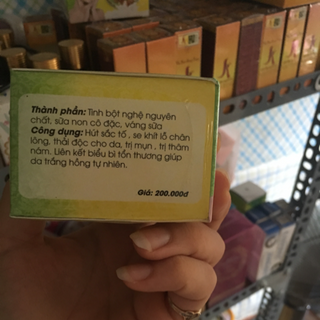 Thành phần: Tinh bột nghệ nguyên
chất, sữa non cô đặc, váng sữa
Công dụng: Hút sắc tố , se khít lỗ chân
lông, thải độc cho da, trị mụn , trị thâm
nám. Liên kết biểu bì tổn thương giúp
da trắng hồng tự nhiên.
Giá: 200.000đ